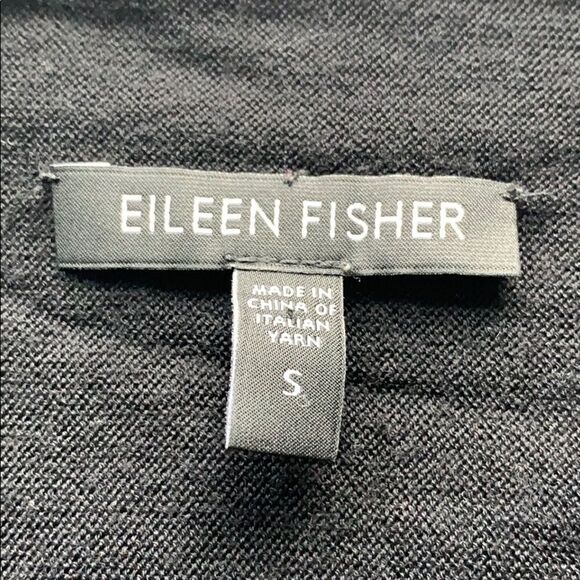 EILEEN FISHER
MADE IN
CHINA OF
ITALIAN
YARN
S